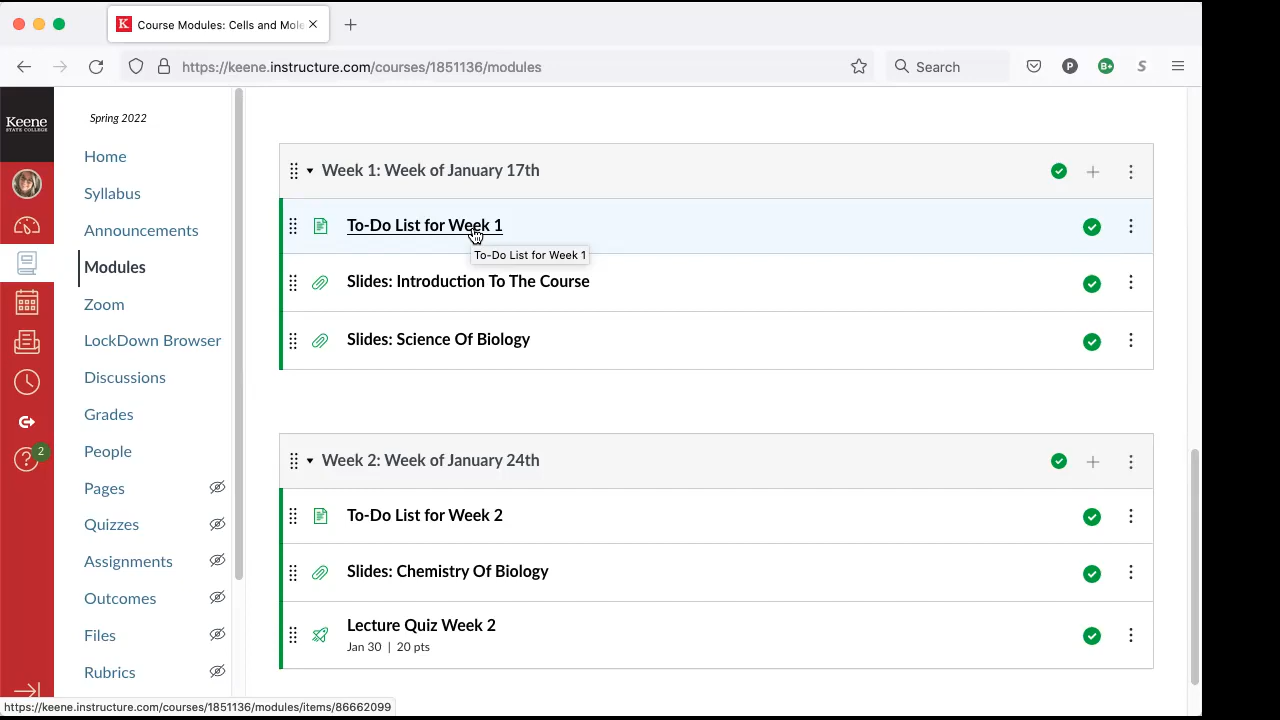 Course Modules: Cells and Mole
https://keene.instructure.com/courses/1851136/modules
Search
P
B+
S
Keene
STATE COLLEGE
2
Spring 2022
Home
Syllabus
Announcements
Modules
Zoom
LockDown Browser
Discussions
Grades
People
Pages
Quizzes
Assignments
Outcomes
Files
Rubrics
Week 1: Week of January 17th
To-Do List for Week 1
To-Do List for Week 1
Slides: Introduction To The Course
Slides: Science Of Biology
Week 2: Week of January 24th
To-Do List for Week 2
Slides: Chemistry Of Biology
Lecture Quiz Week 2
Jan 30 | 20 pts
https://keene.instructure.com/courses/1851136/modules/items/86662099